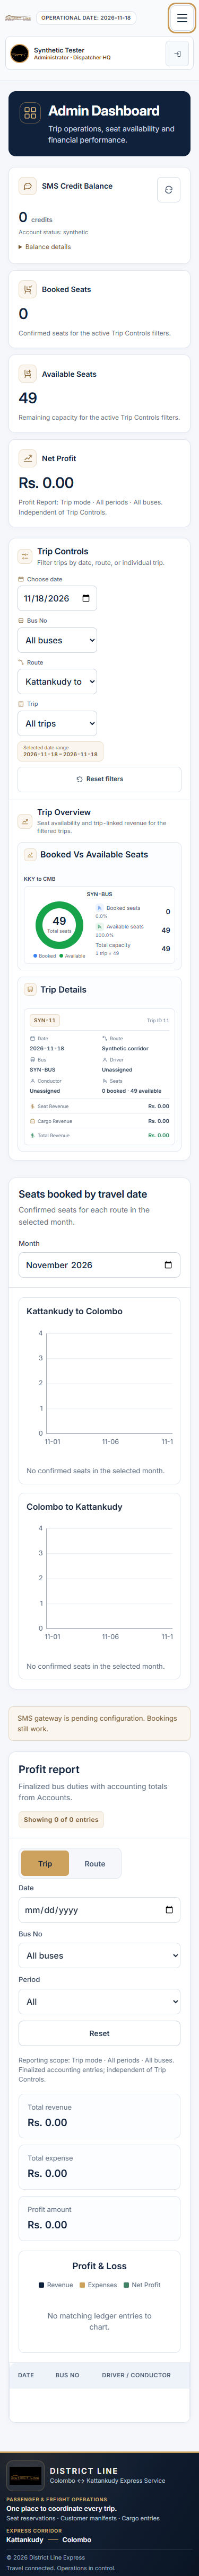 DISTRICT LINE
OPERATIONAL DATE: 2026-11-18
Synthetic Tester
Administrator · Dispatcher HQ
Admin Dashboard
Trip operations, seat availability and
financial performance.
SMS Credit Balance
0 credits
Account status: synthetic
Balance details
Booked Seats
0
Confirmed seats for the active Trip Controls filters.
Available Seats
49
Remaining capacity for the active Trip Controls filters.
Net Profit
Rs. 0.00
Profit Report: Trip mode · All periods · All buses.
Independent of Trip Controls.
Trip Controls
Filter trips by date, route, or individual trip.
Choose date
11/18/2026
Bus No
All buses
Route
Kattankudy to
Trip
All trips
Selected date range
2026-11-18 – 2026-11-18
Reset filters
Trip Overview
Seat availability and trip-linked revenue for the
filtered trips.
Booked Vs Available Seats
KKY to CMB
SYN-BUS
49
Total seats
Booked Available
Booked seats
0.0%
0
Available seats
100.0%
49
Total capacity
1 trip × 49
49
Trip Details
SYN-11
Trip ID 11
Date
2026-11-18
Route
Synthetic corridor
Bus
SYN-BUS
Driver
Unassigned
Conductor
Unassigned
Seats
0 booked · 49 available
Seat Revenue Rs. 0.00
Cargo Revenue Rs. 0.00
Total Revenue Rs. 0.00
Seats booked by travel date
Confirmed seats for each route in the
selected month.
Month
November 2026
Kattankudy to Colombo
4
3
2
1
0
11-01 11-06 11-1
No confirmed seats in the selected month.
Colombo to Kattankudy
4
3
2
1
0
11-01 11-06 11-1
No confirmed seats in the selected month.
SMS gateway is pending configuration. Bookings
still work.
Profit report
Finalized bus duties with accounting totals
from Accounts.
Showing 0 of 0 entries
Trip Route
Date
mm/dd/yyyy
Bus No
All buses
Period
All
Reset
Reporting scope: Trip mode · All periods · All buses.
Finalized accounting entries; independent of Trip
Controls.
Total revenue
Rs. 0.00
Total expense
Rs. 0.00
Profit amount
Rs. 0.00
Profit & Loss
Revenue Expenses Net Profit
No matching ledger entries to
chart.
DATE BUS NO DRIVER / CONDUCTOR
DISTRICT LINE
DISTRICT LINE
Colombo ↔ Kattankudy Express Service
PASSENGER & FREIGHT OPERATIONS
One place to coordinate every trip.
Seat reservations · Customer manifests · Cargo entries
EXPRESS CORRIDOR
Kattankudy — Colombo
© 2026 District Line Express
Travel connected. Operations in control.